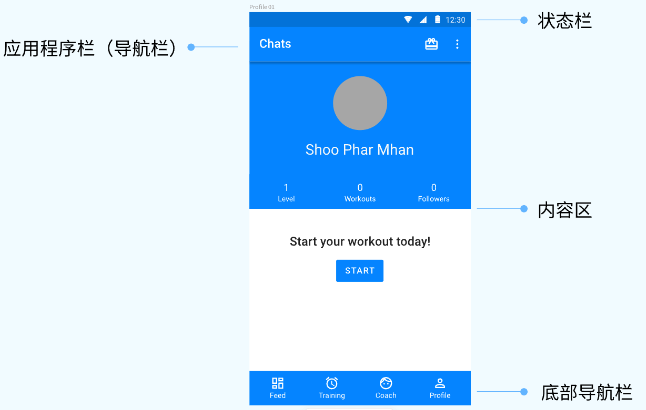 Profile 01
12:30
状态栏
应用程序栏（导航栏）
Chats
Shoo Phar Mhan
1 0 0
Level Workouts Followers
内容区
Start your workout today!
START
Feed Training Coach Profile
底部导航栏